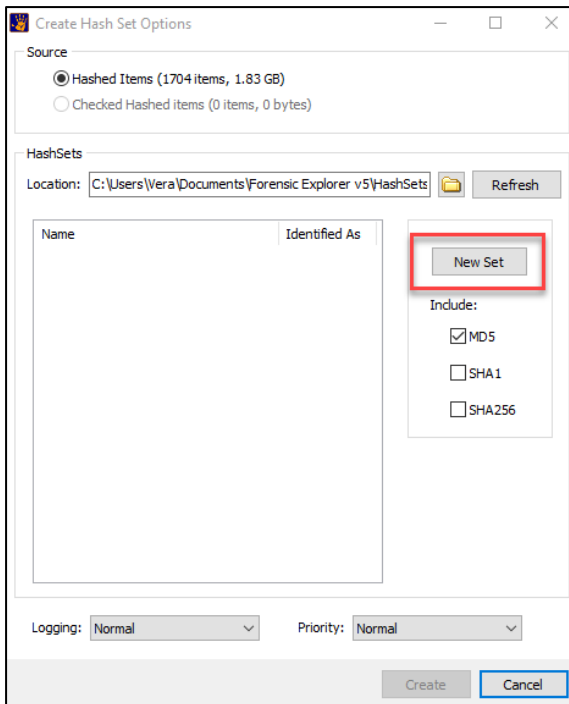 Create Hash Set Options
Source
Hashed Items (1704 items, 1.83 GB)
Checked Hashed items (0 items, 0 bytes)
HashSets
Location: C:\Users\Vera\Documents\Forensic Explorer v5\HashSets Refresh
Name Identified As
New Set
Include:
MD5
SHA1
SHA256
Logging: Normal Priority: Normal
Create Cancel